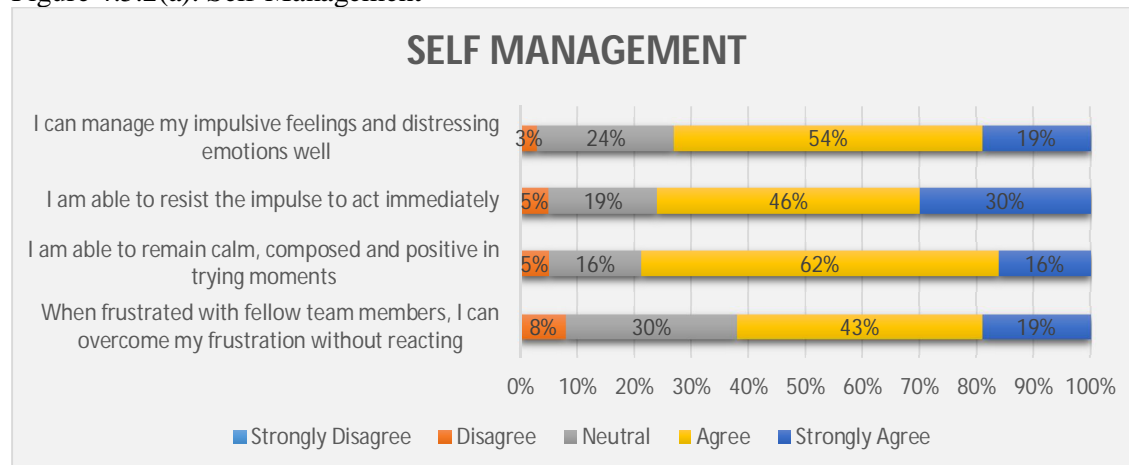 Figure 4.3.2(a): Self-Management
SELF MANAGEMENT
I can manage my impulsive feelings and distressing
emotions well
3% 24% 54% 19%
I am able to resist the impulse to act immediately
5% 19% 46% 30%
I am able to remain calm, composed and positive in
trying moments
5% 16% 62% 16%
When frustrated with fellow team members, I can
overcome my frustration without reacting
8% 30% 43% 19%
0% 10% 20% 30% 40% 50% 60% 70% 80% 90% 100%
Strongly Disagree Disagree Neutral Agree Strongly Agree